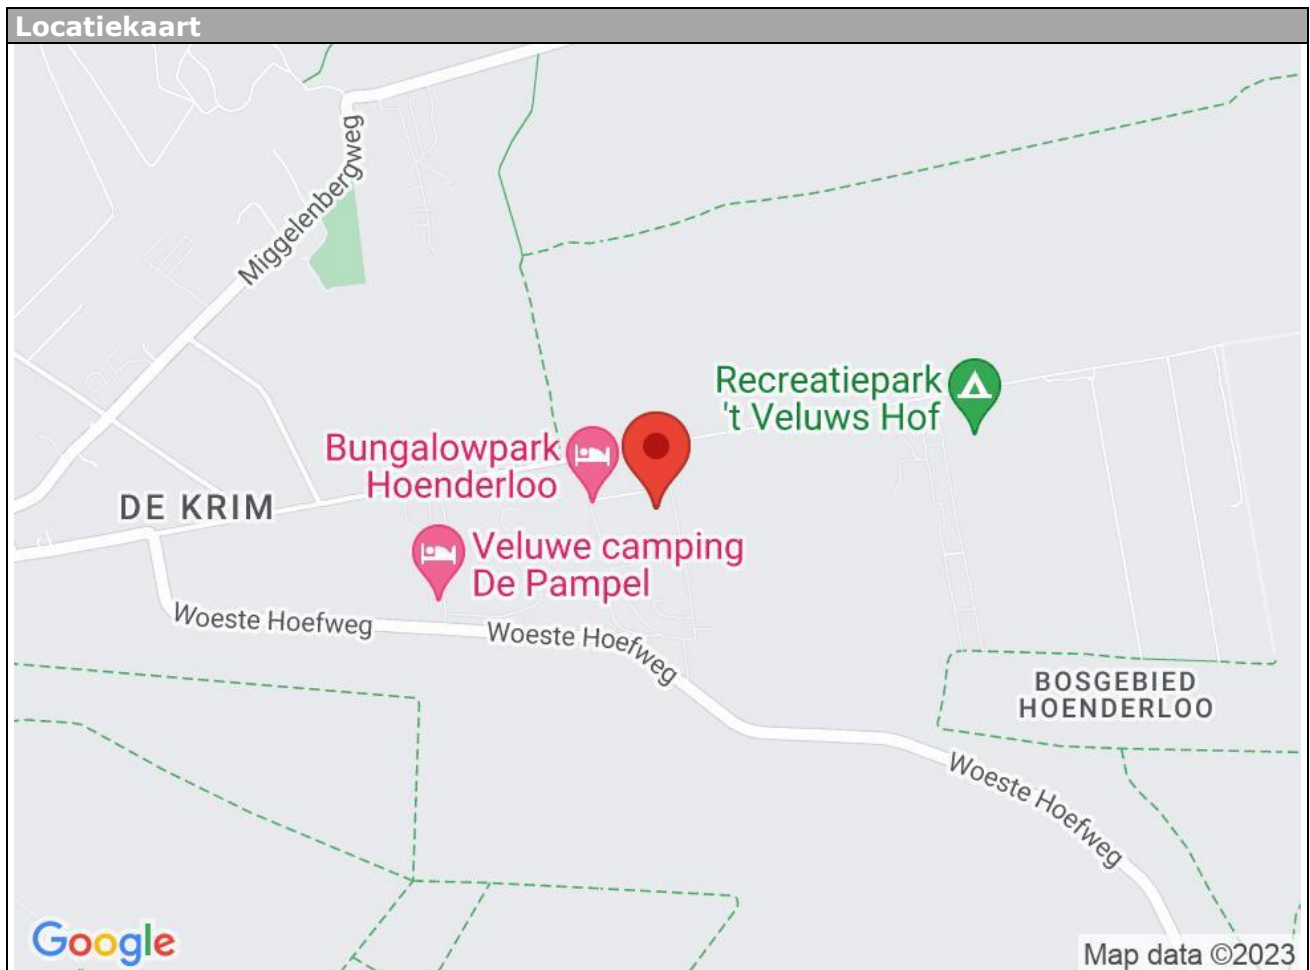 Locatiekaart
Miggelenbergweg
Recreatiepark
't Veluws Hof
Bungalowpark
Hoenderloo
DE KRIM
Veluwe camping
De Pampel
Woeste Hoefweg
Woeste Hoefweg
BOSGEBIED
HOENDERLOO
Woeste Hoefweg
Google
Map data ©2023